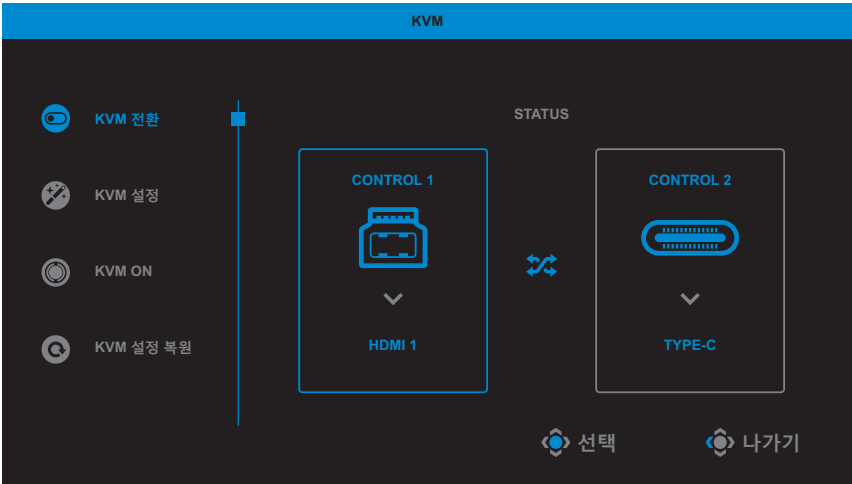 KVM
KVM 전환
KVM 설정
KVM ON
KVM 설정 복원
STATUS
CONTROL 1
HDMI 1
CONTROL 2
TYPE-C
선택
나가기